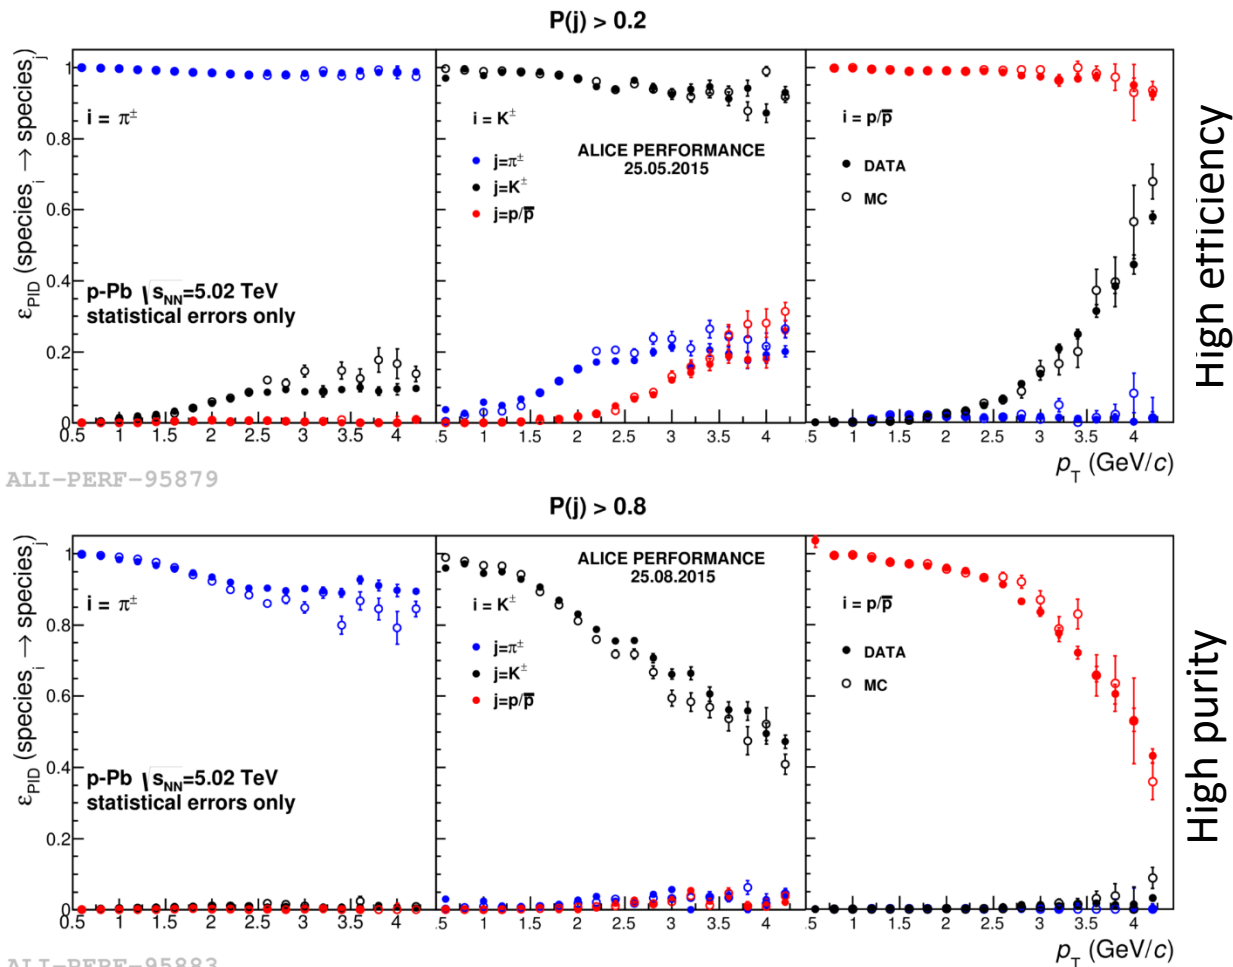 P(j) > 0.2
ε_PID (species_i → species_j)
1
0.8
0.6
0.4
0.2
0
i = π±
p-Pb √s_NN=5.02 TeV
statistical errors only
0.5 1 1.5 2 2.5 3 3.5 4
i = K±
j=π±
j=K±
j=p/p̅
ALICE PERFORMANCE
25.05.2015
.5 1 1.5 2 2.5 3 3.5 4
i = p/p̅
DATA
MC
.5 1 1.5 2 2.5 3 3.5 4
p_T (GeV/c)
High efficiency
ALI-PERF-95879
P(j) > 0.8
ε_PID (species_i → species_j)
1
0.8
0.6
0.4
0.2
0
i = π±
p-Pb √s_NN=5.02 TeV
statistical errors only
0.5 1 1.5 2 2.5 3 3.5 4
ALICE PERFORMANCE
25.08.2015
i = K±
j=π±
j=K±
j=p/p̅
.5 1 1.5 2 2.5 3 3.5 4
i = p/p̅
DATA
MC
.5 1 1.5 2 2.5 3 3.5 4
p_T (GeV/c)
High purity
ALI-PERF-95883